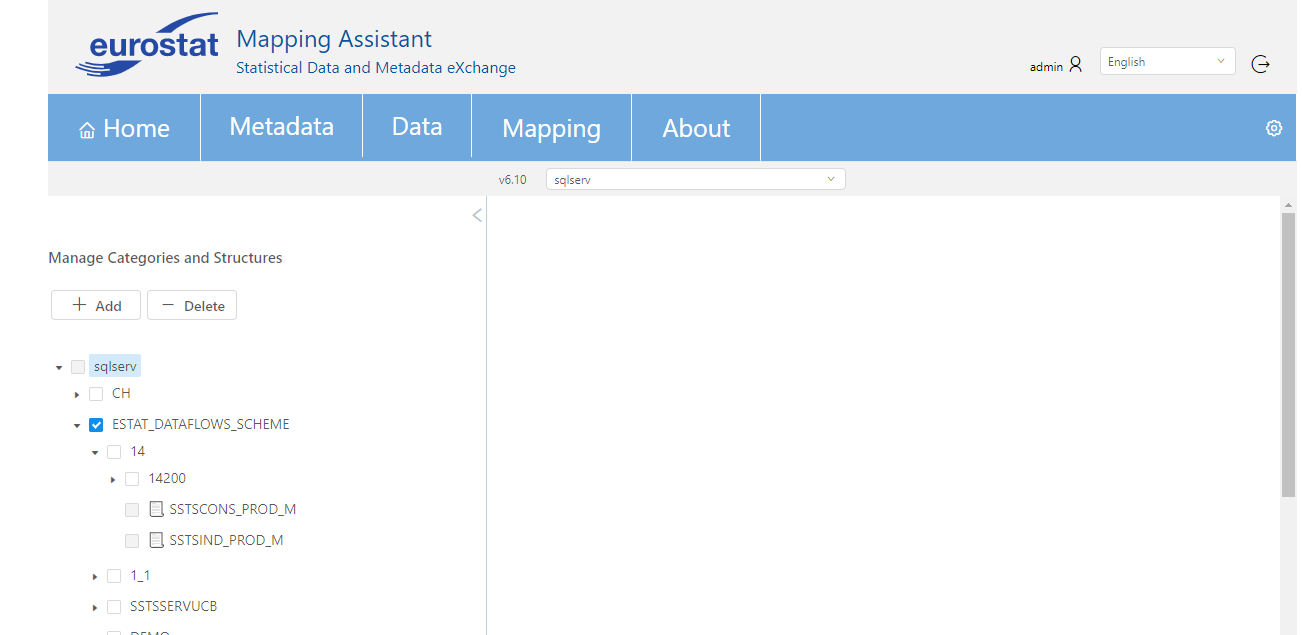 eurostat
Mapping Assistant
Statistical Data and Metadata eXchange
admin
English
Home
Metadata
Data
Mapping
About
v6.10
sqlserv
Manage Categories and Structures
Add
Delete
sqlserv
CH
ESTAT_DATAFLOWS_SCHEME
14
14200
SSTSCONS_PROD_M
SSTSIND_PROD_M
1_1
SSTSSERVUCB
DEMO